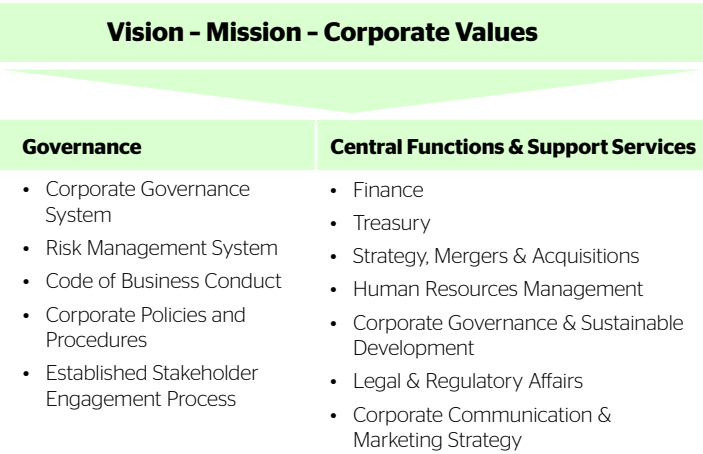 Vision – Mission – Corporate Values
Governance
• Corporate Governance
System
• Risk Management System
• Code of Business Conduct
• Corporate Policies and
Procedures
• Established Stakeholder
Engagement Process
Central Functions & Support Services
• Finance
• Treasury
• Strategy, Mergers & Acquisitions
• Human Resources Management
• Corporate Governance & Sustainable
Development
• Legal & Regulatory Affairs
• Corporate Communication &
Marketing Strategy